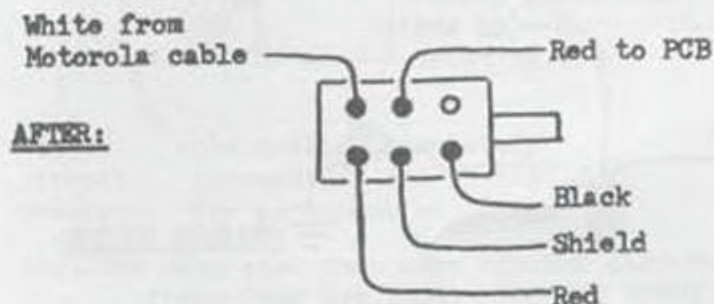 White from
Motorola cable
Red to PCB
AFTER:
Black
Shield
Red